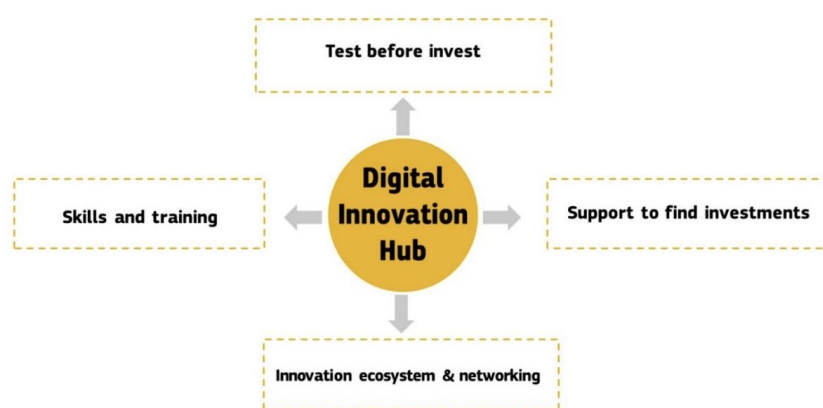 Test before invest
Skills and training
Digital
Innovation
Hub
Support to find investments
Innovation ecosystem & networking